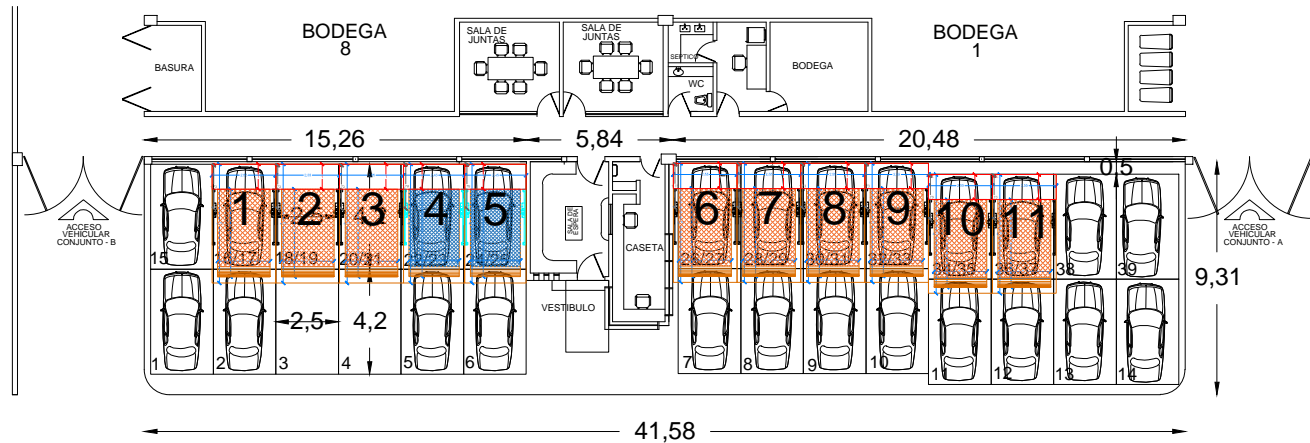 BODEGA
8
SALA DE
JUNTAS
SALA DE
JUNTAS
BODEGA
1
BASURA
SEPTICO
WC
BODEGA
15,26
5,84
20,48
0,5
1
2
3
4
5
6
7
8
9
10
11
ACCESO
VEHICULAR
CONJUNTO - B
SALA DE
ESPERA
CASETA
ACCESO
VEHICULAR
CONJUNTO - A
15
16/17
18/19
20/21
22/23
24/25
26/27
28/29
30/31
32/33
34/35
36/37
38
39
9,31
VESTIBULO
2,5
4,2
1
2
3
4
5
6
7
8
9
10
11
12
13
14
41,58